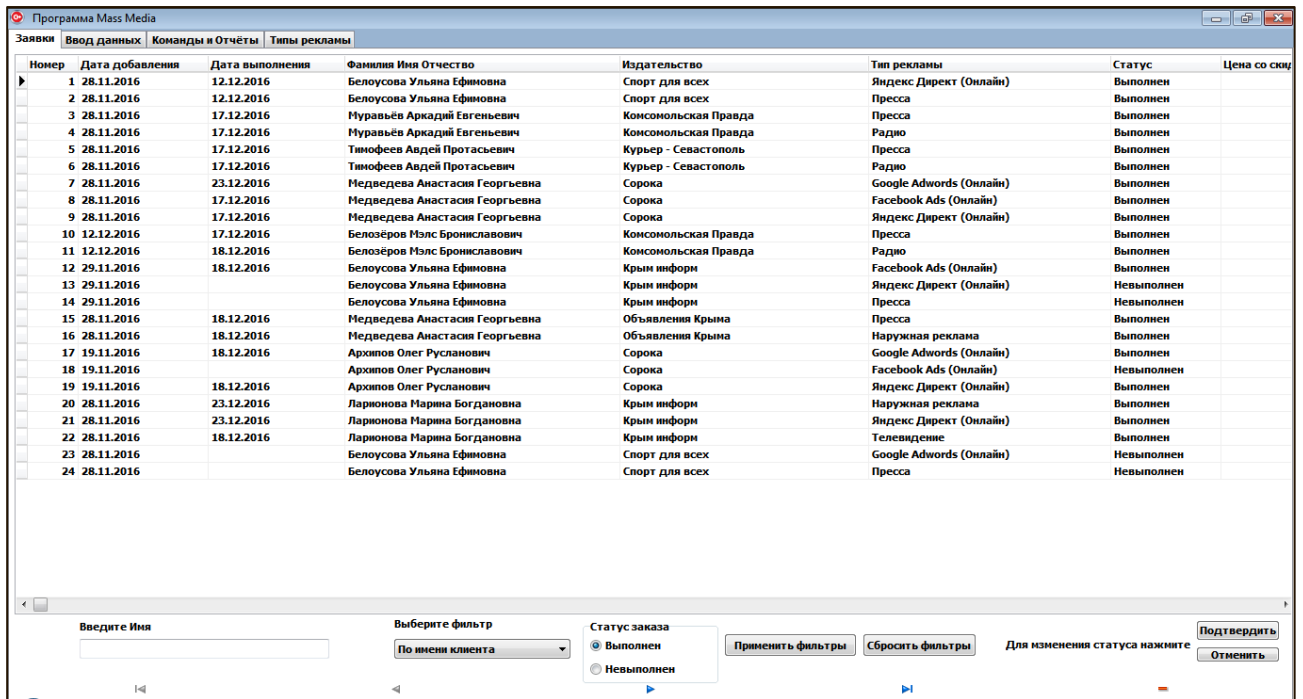 Программа Mass Media
Заявки Ввод данных Команды и Отчёты Типы рекламы
Номер Дата добавления Дата выполнения Фамилия Имя Отчество Издательство Тип рекламы Статус Цена со ски
1 28.11.2016 12.12.2016 Белоусова Ульяна Ефимовна Спорт для всех Яндекс Директ (Онлайн) Выполнен
2 28.11.2016 12.12.2016 Белоусова Ульяна Ефимовна Спорт для всех Пресса Выполнен
3 28.11.2016 17.12.2016 Муравьёв Аркадий Евгеньевич Комсомольская Правда Пресса Выполнен
4 28.11.2016 17.12.2016 Муравьёв Аркадий Евгеньевич Комсомольская Правда Радио Выполнен
5 28.11.2016 17.12.2016 Тимофеев Авдей Протасьевич Курьер - Севастополь Пресса Выполнен
6 28.11.2016 17.12.2016 Тимофеев Авдей Протасьевич Курьер - Севастополь Радио Выполнен
7 28.11.2016 23.12.2016 Медведева Анастасия Георгьевна Сорока Google Adwords (Онлайн) Выполнен
8 28.11.2016 17.12.2016 Медведева Анастасия Георгьевна Сорока Facebook Ads (Онлайн) Выполнен
9 28.11.2016 17.12.2016 Медведева Анастасия Георгьевна Сорока Яндекс Директ (Онлайн) Выполнен
10 12.12.2016 17.12.2016 Белозёров Мэлс Брониславович Комсомольская Правда Пресса Выполнен
11 12.12.2016 18.12.2016 Белозёров Мэлс Брониславович Комсомольская Правда Радио Выполнен
12 29.11.2016 18.12.2016 Белоусова Ульяна Ефимовна Крым информ Facebook Ads (Онлайн) Выполнен
13 29.11.2016 Белоусова Ульяна Ефимовна Крым информ Яндекс Директ (Онлайн) Невыполнен
14 29.11.2016 Белоусова Ульяна Ефимовна Крым информ Пресса Невыполнен
15 28.11.2016 18.12.2016 Медведева Анастасия Георгьевна Объявления Крыма Пресса Выполнен
16 28.11.2016 18.12.2016 Медведева Анастасия Георгьевна Объявления Крыма Наружная реклама Выполнен
17 19.11.2016 18.12.2016 Архипов Олег Русланович Сорока Google Adwords (Онлайн) Выполнен
18 19.11.2016 Архипов Олег Русланович Сорока Facebook Ads (Онлайн) Невыполнен
19 19.11.2016 18.12.2016 Архипов Олег Русланович Сорока Яндекс Директ (Онлайн) Выполнен
20 28.11.2016 23.12.2016 Ларионова Марина Богдановна Крым информ Наружная реклама Выполнен
21 28.11.2016 23.12.2016 Ларионова Марина Богдановна Крым информ Яндекс Директ (Онлайн) Выполнен
22 28.11.2016 18.12.2016 Ларионова Марина Богдановна Крым информ Телевидение Выполнен
23 28.11.2016 Белоусова Ульяна Ефимовна Спорт для всех Google Adwords (Онлайн) Невыполнен
24 28.11.2016 Белоусова Ульяна Ефимовна Спорт для всех Пресса Невыполнен
Введите Имя Выберите фильтр Статус заказа Подтвердить
По имени клиента Выполнен Применить фильтры Сбросить фильтры Для изменения статуса нажмите
Отменить
Невыполнен